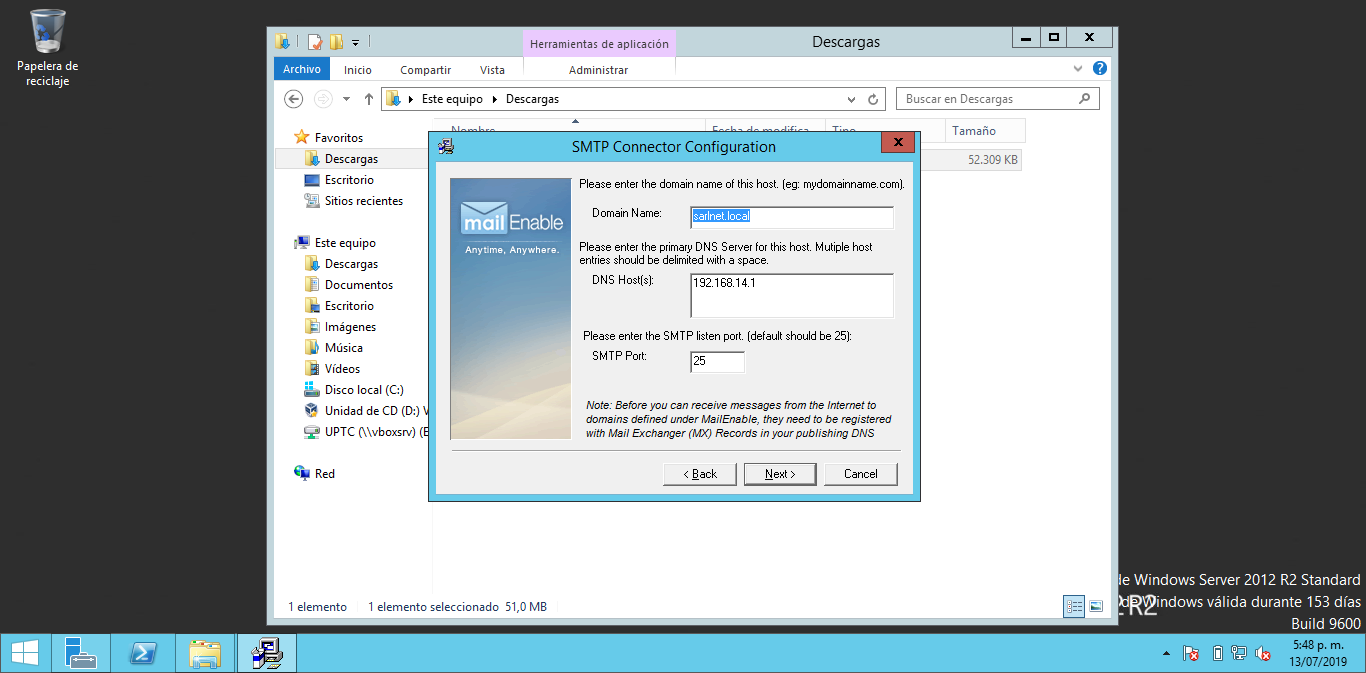 Papelera de
reciclaje
Herramientas de aplicación
Descargas
Archivo
Inicio
Compartir
Vista
Administrar
Este equipo
Descargas
Buscar en Descargas
Nombre
Fecha de modifica
Tipo
Tamaño
52.309 KB
Favoritos
Descargas
Escritorio
Sitios recientes
Este equipo
Descargas
Documentos
Escritorio
Imágenes
Música
Vídeos
Disco local (C:)
Unidad de CD (D:) V
UPTC (\\vboxsrv) (E
Red
SMTP Connector Configuration
mail Enable
Anytime, Anywhere.
Please enter the domain name of this host. (eg: mydomainname.com).
Domain Name:
sarlnet.local
Please enter the primary DNS Server for this host. Mutiple host
entries should be delimited with a space.
DNS Host(s):
192.168.14.1
Please enter the SMTP listen port. (default should be 25):
SMTP Port:
25
Note: Before you can receive messages from the Internet to
domains defined under MailEnable, they need to be registered
with Mail Exchanger (MX) Records in your publishing DNS
< Back
Next >
Cancel
1 elemento
1 elemento seleccionado 51,0 MB
de Windows Server 2012 R2 Standard
de Windows válida durante 153 días
Build 9600
2 R2
5:48 p. m.
13/07/2019